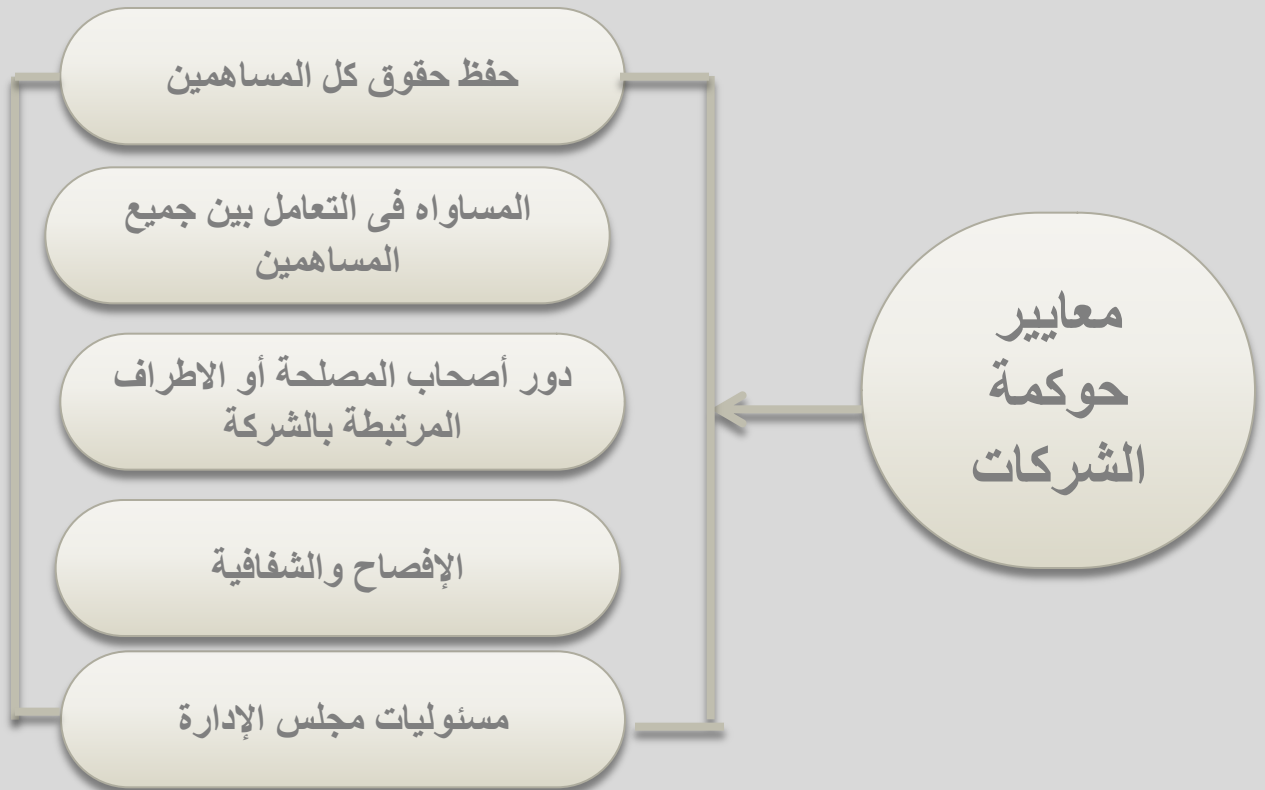 معايير
حوكمة
الشركات
حفظ حقوق كل المساهمين
المساواه فى التعامل بين جميع
المساهمين
دور أصحاب المصلحة أو الاطراف
المرتبطة بالشركة
الإفصاح والشفافية
مسئوليات مجلس الإدارة